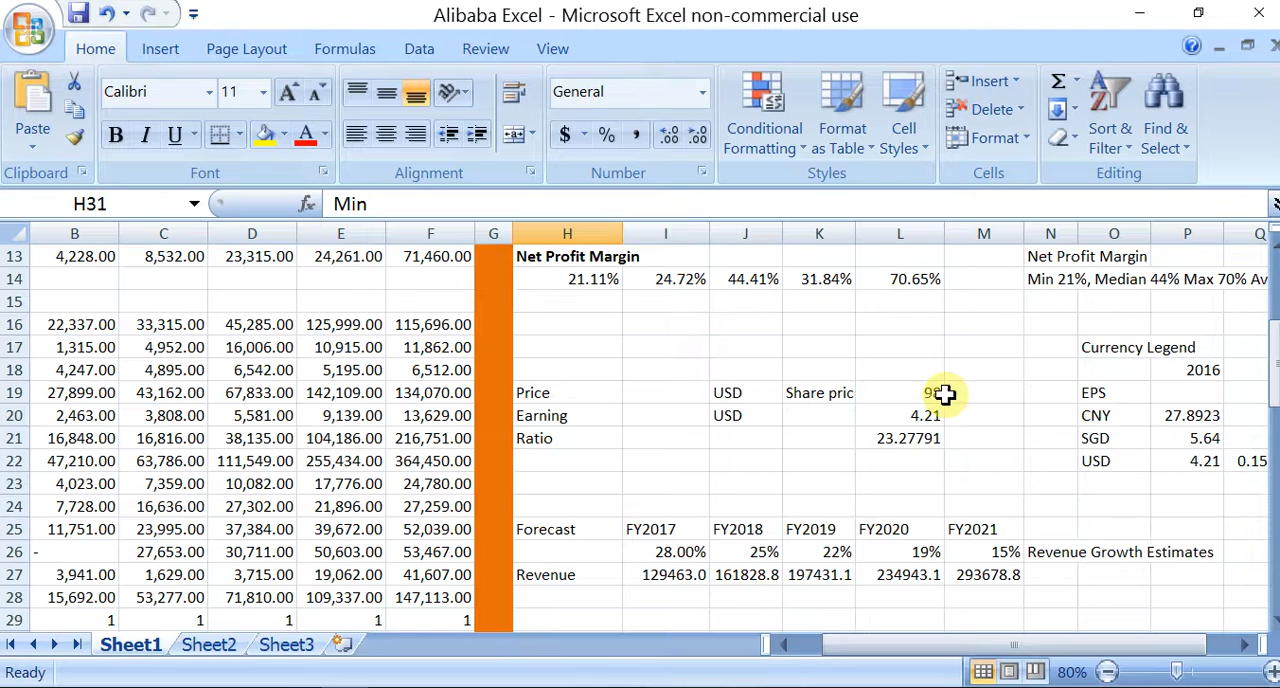 Alibaba Excel - Microsoft Excel non-commercial use
Home Insert Page Layout Formulas Data Review View
Calibri 11 General Insert
Paste B I U $ % , Conditional Formatting Format as Table Cell Styles Delete Format Sort & Filter Find & Select
Clipboard Font Alignment Number Styles Cells Editing
H31 fx Min
B C D E F G H I J K L M N O P Q
13 4,228.00 8,532.00 23,315.00 24,261.00 71,460.00 Net Profit Margin Net Profit Margin
14 21.11% 24.72% 44.41% 31.84% 70.65% Min 21%, Median 44% Max 70% Av
15
16 22,337.00 33,315.00 45,285.00 125,999.00 115,696.00
17 1,315.00 4,952.00 16,006.00 10,915.00 11,862.00 Currency Legend
18 4,247.00 4,895.00 6,542.00 5,195.00 6,512.00 2016
19 27,899.00 43,162.00 67,833.00 142,109.00 134,070.00 Price USD Share pric EPS
20 2,463.00 3,808.00 5,581.00 9,139.00 13,629.00 Earning USD 4.21 CNY 27.8923
21 16,848.00 16,816.00 38,135.00 104,186.00 216,751.00 Ratio 23.27791 SGD 5.64
22 47,210.00 63,786.00 111,549.00 255,434.00 364,450.00 USD 4.21 0.15
23 4,023.00 7,359.00 10,082.00 17,776.00 24,780.00
24 7,728.00 16,636.00 27,302.00 21,896.00 27,259.00
25 11,751.00 23,995.00 37,384.00 39,672.00 52,039.00 Forecast FY2017 FY2018 FY2019 FY2020 FY2021
26 - 27,653.00 30,711.00 50,603.00 53,467.00 28.00% 25% 22% 19% 15% Revenue Growth Estimates
27 3,941.00 1,629.00 3,715.00 19,062.00 41,607.00 Revenue 129463.0 161828.8 197431.1 234943.1 293678.8
28 15,692.00 53,277.00 71,810.00 109,337.00 147,113.00
29 1 1 1 1 1
Sheet1 Sheet2 Sheet3
Ready 80%